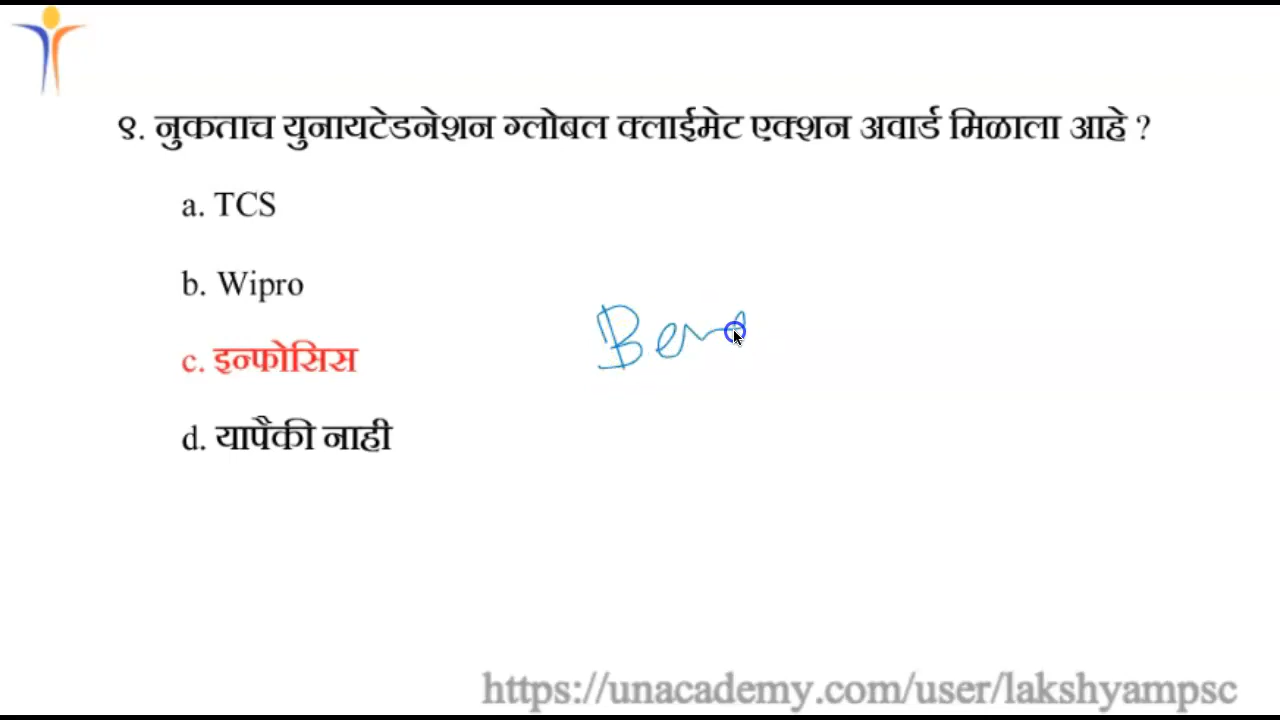 ९. नुकताच युनायटेडनेशन ग्लोबल क्लाईमेट एक्शन अवार्ड मिळाला आहे ?
a. TCS
b. Wipro
c. इन्फोसिस
d. यापैकी नाही
https://unacademy.com/user/lakshyampsc